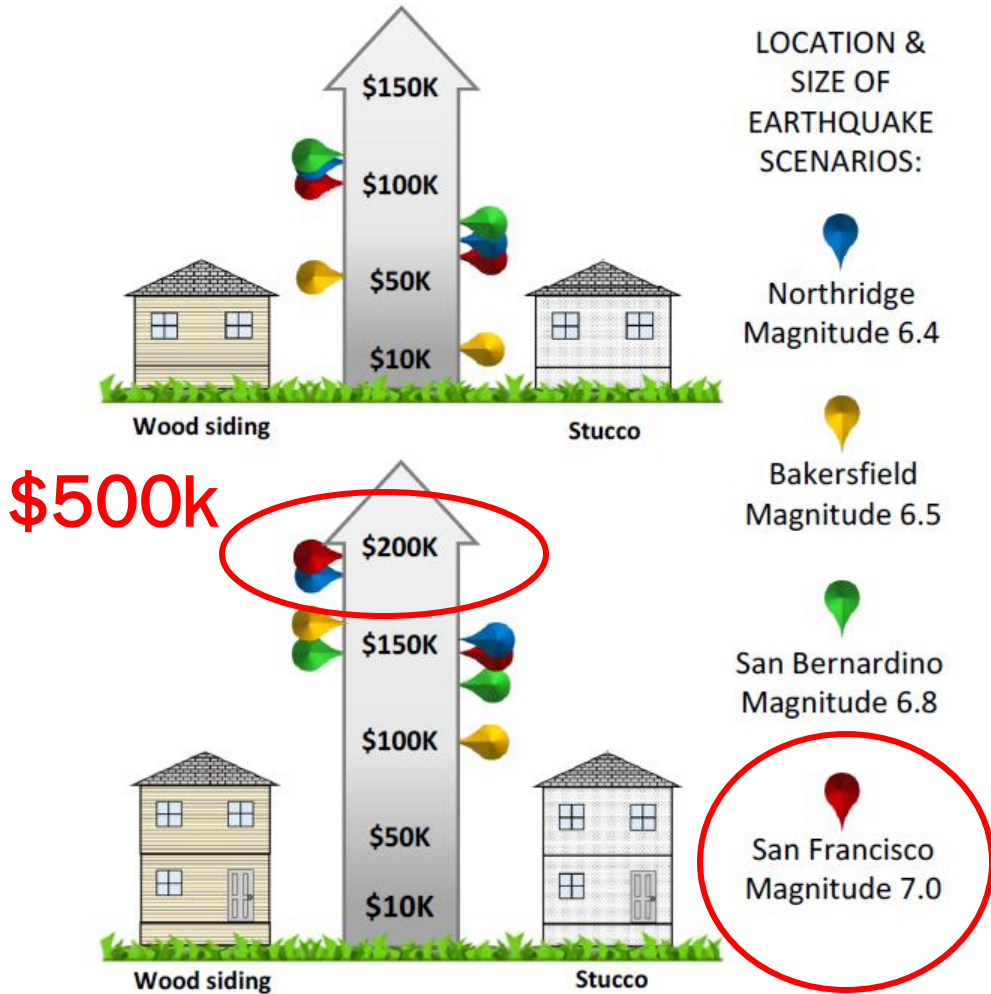 $150K
$100K
$50K
$10K
Wood siding
Stucco
$500k
$200K
$150K
$100K
$50K
$10K
Wood siding
Stucco
LOCATION &
SIZE OF
EARTHQUAKE
SCENARIOS:
Northridge
Magnitude 6.4
Bakersfield
Magnitude 6.5
San Bernardino
Magnitude 6.8
San Francisco
Magnitude 7.0